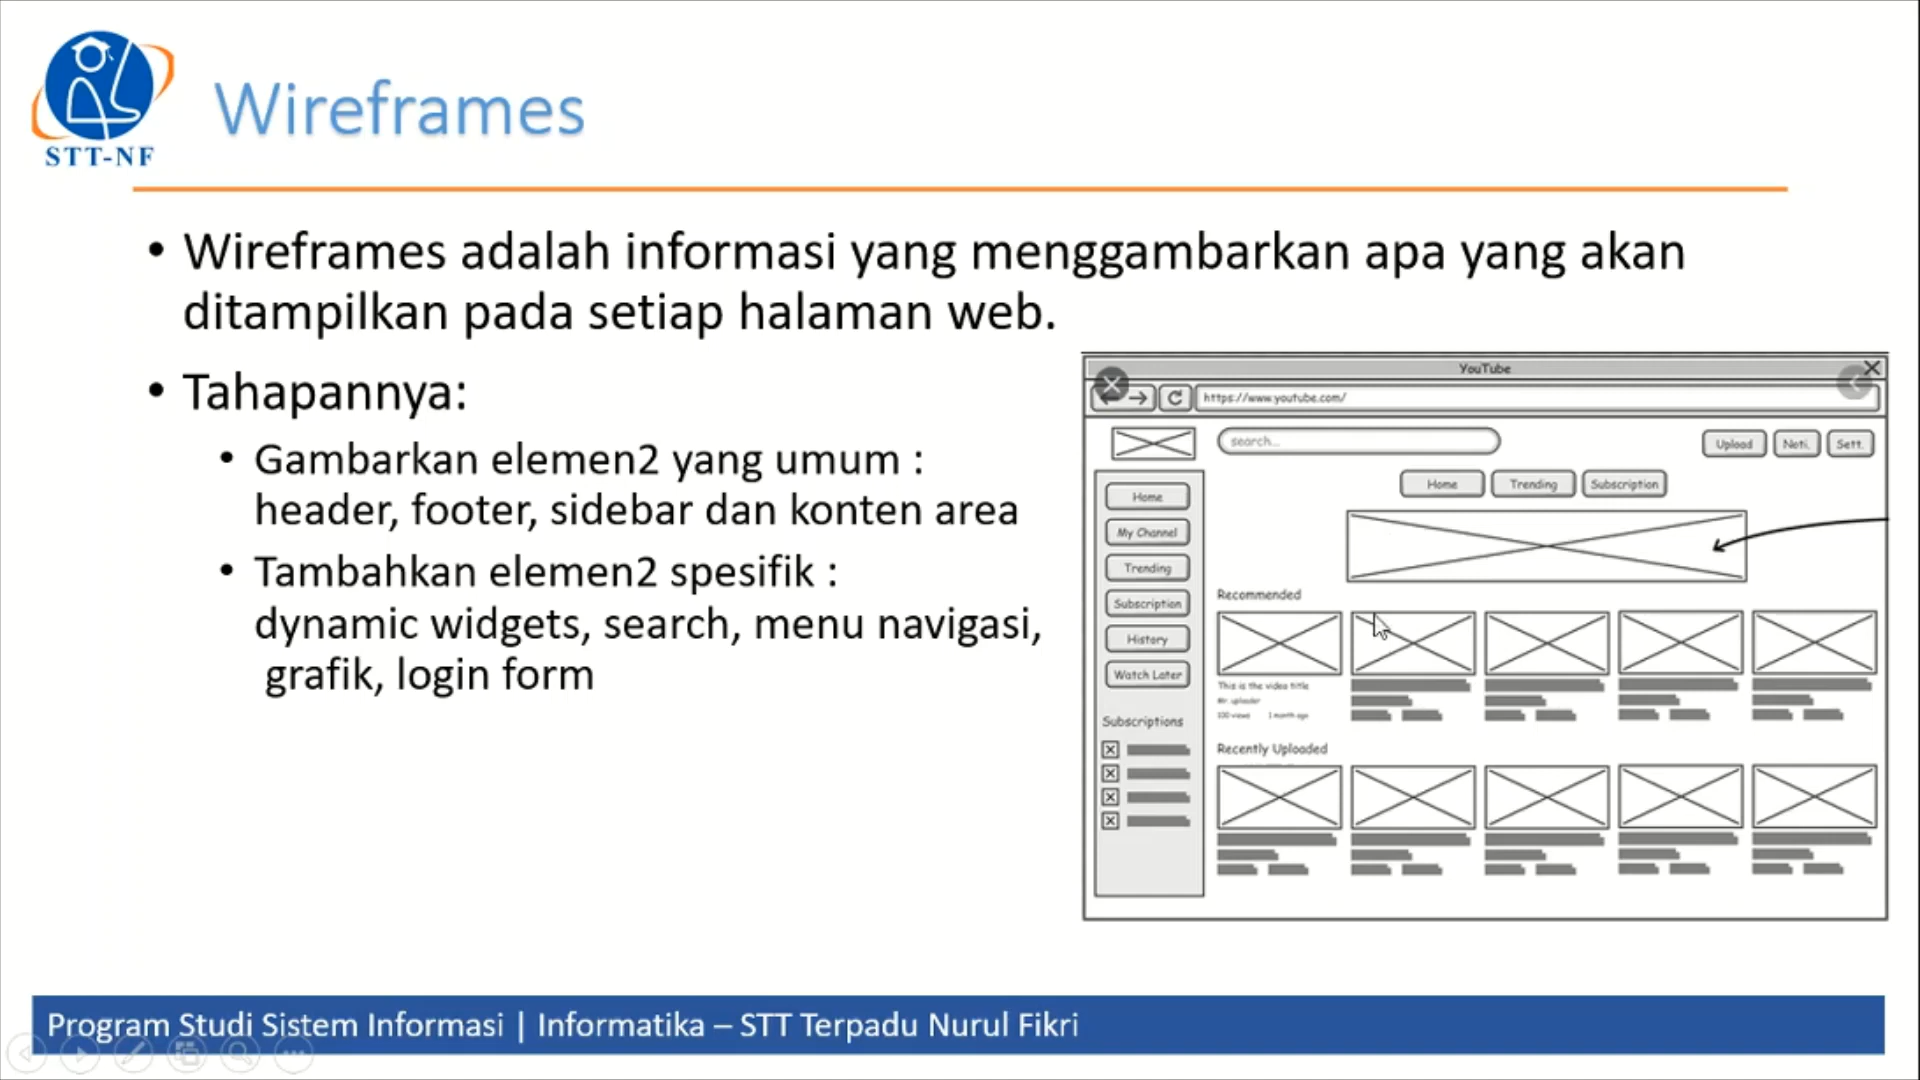 STT-NF
Wireframes
• Wireframes adalah informasi yang menggambarkan apa yang akan
ditampilkan pada setiap halaman web.
• Tahapannya:
• Gambarkan elemen2 yang umum :
header, footer, sidebar dan konten area
• Tambahkan elemen2 spesifik :
dynamic widgets, search, menu navigasi,
grafik, login form
YouTube
https://www.youtube.com/
search...
Upload
Noti.
Sett.
Home
Trending
Subscription
Home
My Channel
Trending
Subscription
History
Watch Later
Subscriptions
Recommended
This is the video title
Mr. uploader
100 views 1 month ago
Recently Uploaded
Program Studi Sistem Informasi | Informatika – STT Terpadu Nurul Fikri